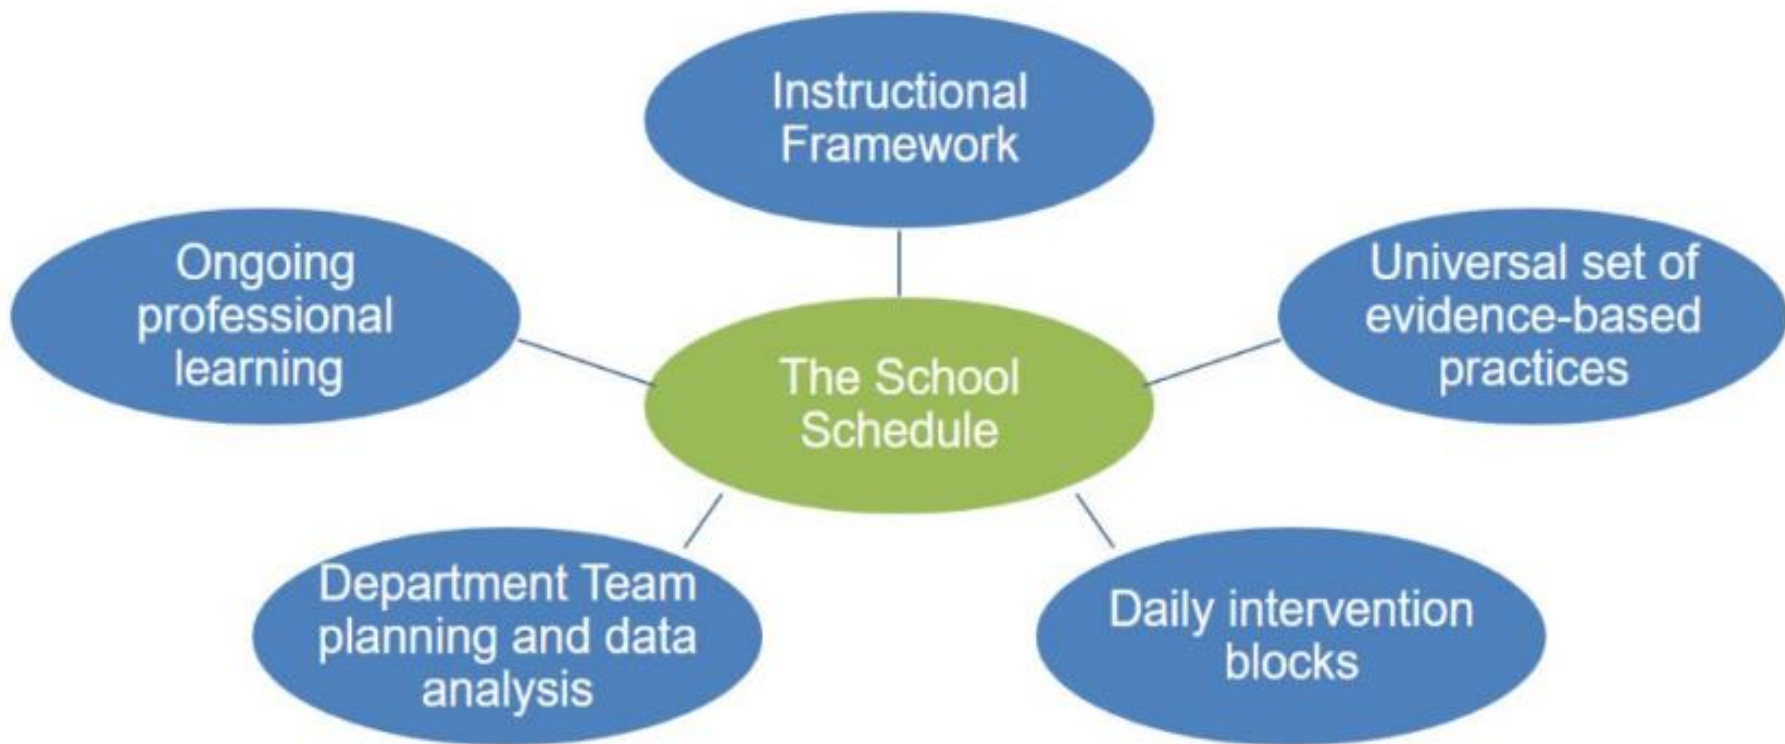 Instructional
Framework
Ongoing
professional
learning
Universal set of
evidence-based
practices
The School
Schedule
Department Team
planning and data
analysis
Daily intervention
blocks